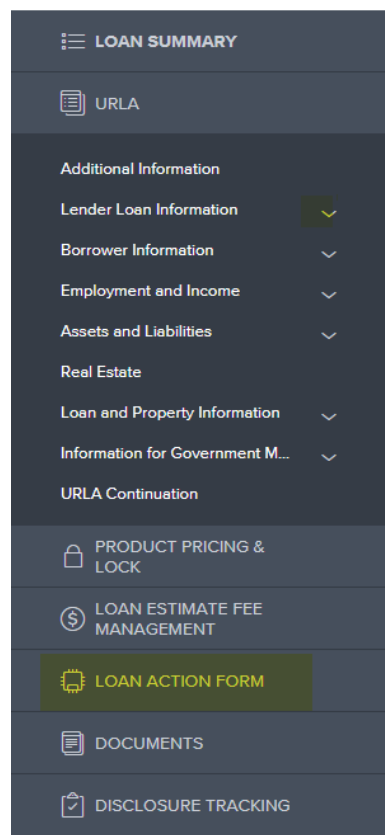 LOAN SUMMARY
URLA
Additional Information
Lender Loan Information
Borrower Information
Employment and Income
Assets and Liabilities
Real Estate
Loan and Property Information
Information for Government M...
URLA Continuation
PRODUCT PRICING &
LOCK
LOAN ESTIMATE FEE
MANAGEMENT
LOAN ACTION FORM
DOCUMENTS
DISCLOSURE TRACKING